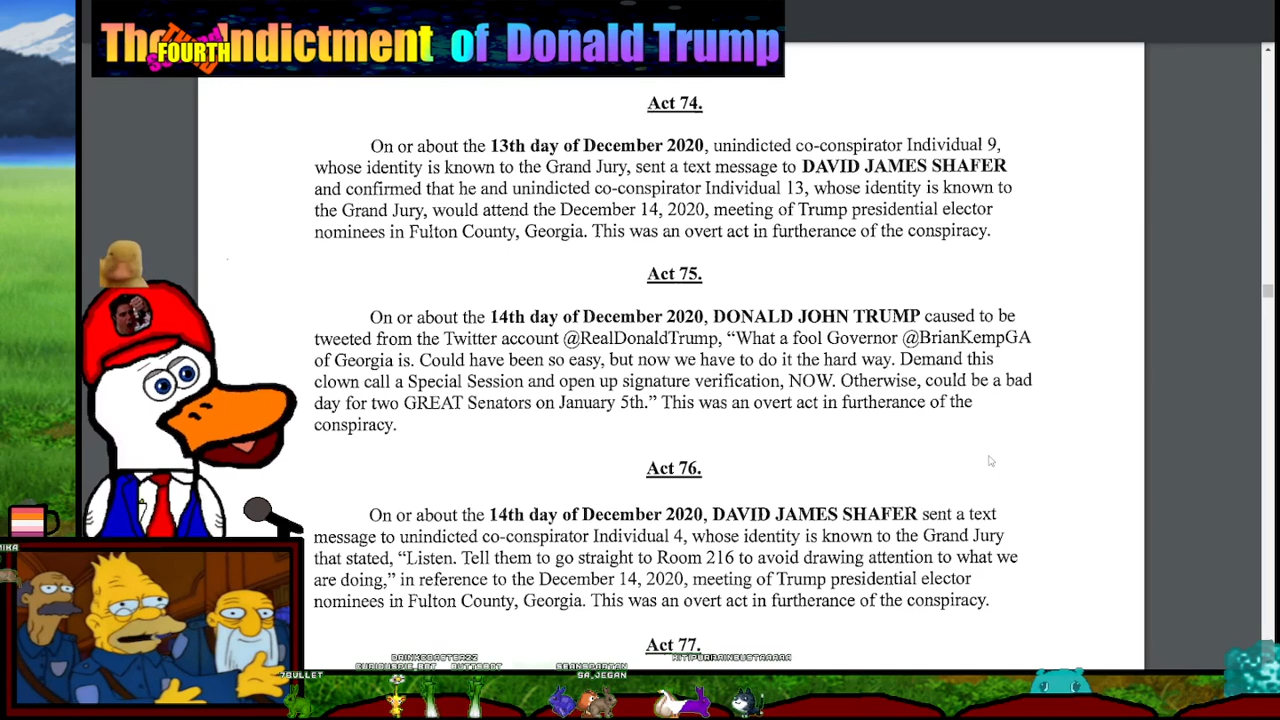 The FOURTH Indictment of Donald Trump
Act 74.
On or about the 13th day of December 2020, unindicted co-conspirator Individual 9,
whose identity is known to the Grand Jury, sent a text message to DAVID JAMES SHAFER
and confirmed that he and unindicted co-conspirator Individual 13, whose identity is known to
the Grand Jury, would attend the December 14, 2020, meeting of Trump presidential elector
nominees in Fulton County, Georgia. This was an overt act in furtherance of the conspiracy.
Act 75.
On or about the 14th day of December 2020, DONALD JOHN TRUMP caused to be
tweeted from the Twitter account @RealDonaldTrump, “What a fool Governor @BrianKempGA
of Georgia is. Could have been so easy, but now we have to do it the hard way. Demand this
clown call a Special Session and open up signature verification, NOW. Otherwise, could be a bad
day for two GREAT Senators on January 5th.” This was an overt act in furtherance of the
conspiracy.
Act 76.
On or about the 14th day of December 2020, DAVID JAMES SHAFER sent a text
message to unindicted co-conspirator Individual 4, whose identity is known to the Grand Jury
that stated, “Listen. Tell them to go straight to Room 216 to avoid drawing attention to what we
are doing,” in reference to the December 14, 2020, meeting of Trump presidential elector
nominees in Fulton County, Georgia. This was an overt act in furtherance of the conspiracy.
Act 77.
7BULLET
SA_JEGAN